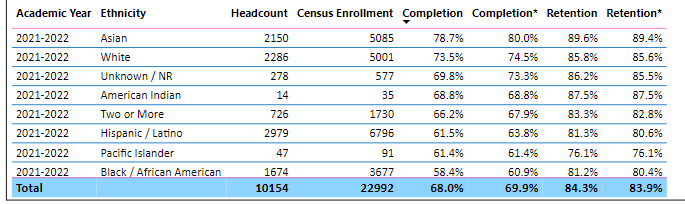 Academic Year Ethnicity Headcount Census Enrollment Completion Completion* Retention Retention*
2021-2022 Asian 2150 5085 78.7% 80.0% 89.6% 89.4%
2021-2022 White 2286 5001 73.5% 74.5% 85.8% 85.6%
2021-2022 Unknown / NR 278 577 69.8% 73.3% 86.2% 85.5%
2021-2022 American Indian 14 35 68.8% 68.8% 87.5% 87.5%
2021-2022 Two or More 726 1730 66.2% 67.9% 83.3% 82.8%
2021-2022 Hispanic / Latino 2979 6796 61.5% 63.8% 81.3% 80.6%
2021-2022 Pacific Islander 47 91 61.4% 61.4% 76.1% 76.1%
2021-2022 Black / African American 1674 3677 58.4% 60.9% 81.2% 80.4%
Total 10154 22992 68.0% 69.9% 84.3% 83.9%